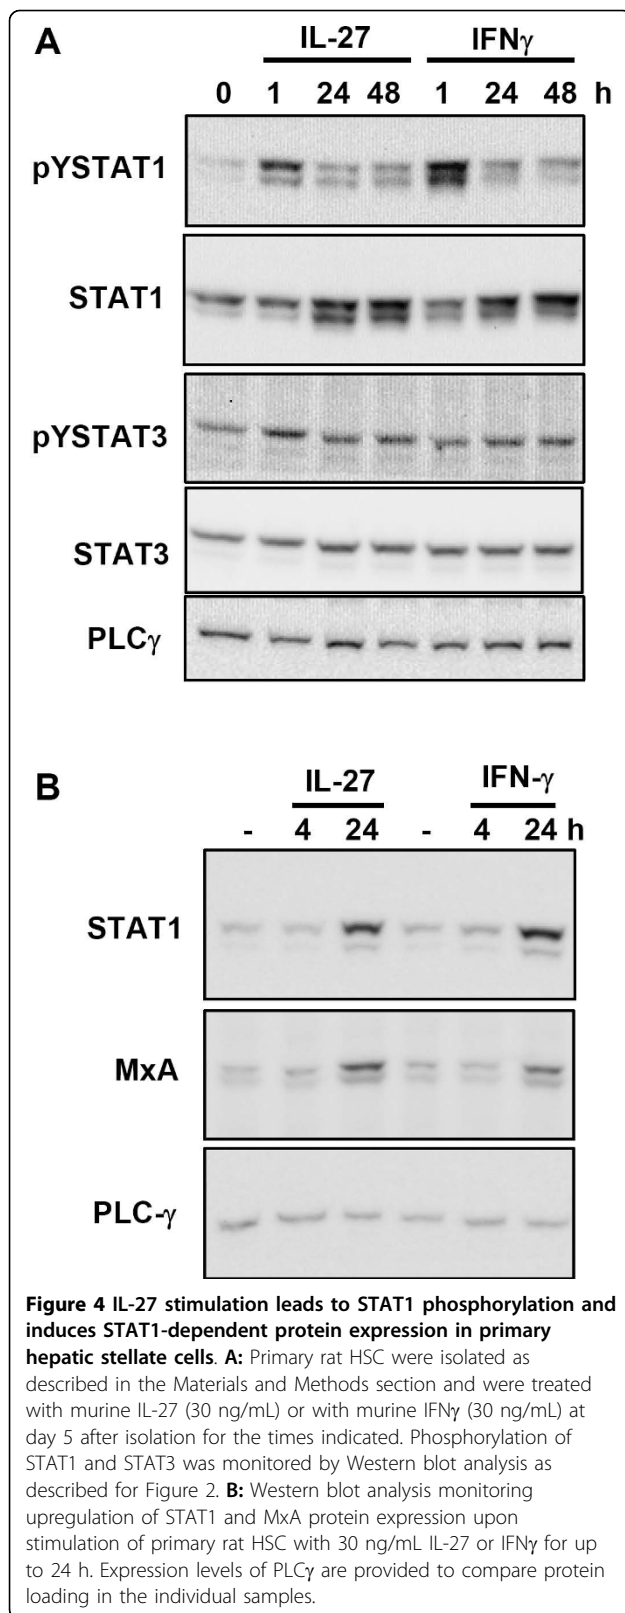 A
IL-27 IFNγ
0 1 24 48 1 24 48 h
pYSTAT1
STAT1
pYSTAT3
STAT3
PLCγ
B
IL-27 IFN-γ
- 4 24 - 4 24 h
STAT1
MxA
PLC-γ
Figure 4 IL-27 stimulation leads to STAT1 phosphorylation and
induces STAT1-dependent protein expression in primary
hepatic stellate cells. A: Primary rat HSC were isolated as
described in the Materials and Methods section and were treated
with murine IL-27 (30 ng/mL) or with murine IFNγ (30 ng/mL) at
day 5 after isolation for the times indicated. Phosphorylation of
STAT1 and STAT3 was monitored by Western blot analysis as
described for Figure 2. B: Western blot analysis monitoring
upregulation of STAT1 and MxA protein expression upon
stimulation of primary rat HSC with 30 ng/mL IL-27 or IFNγ for up
to 24 h. Expression levels of PLCγ are provided to compare protein
loading in the individual samples.